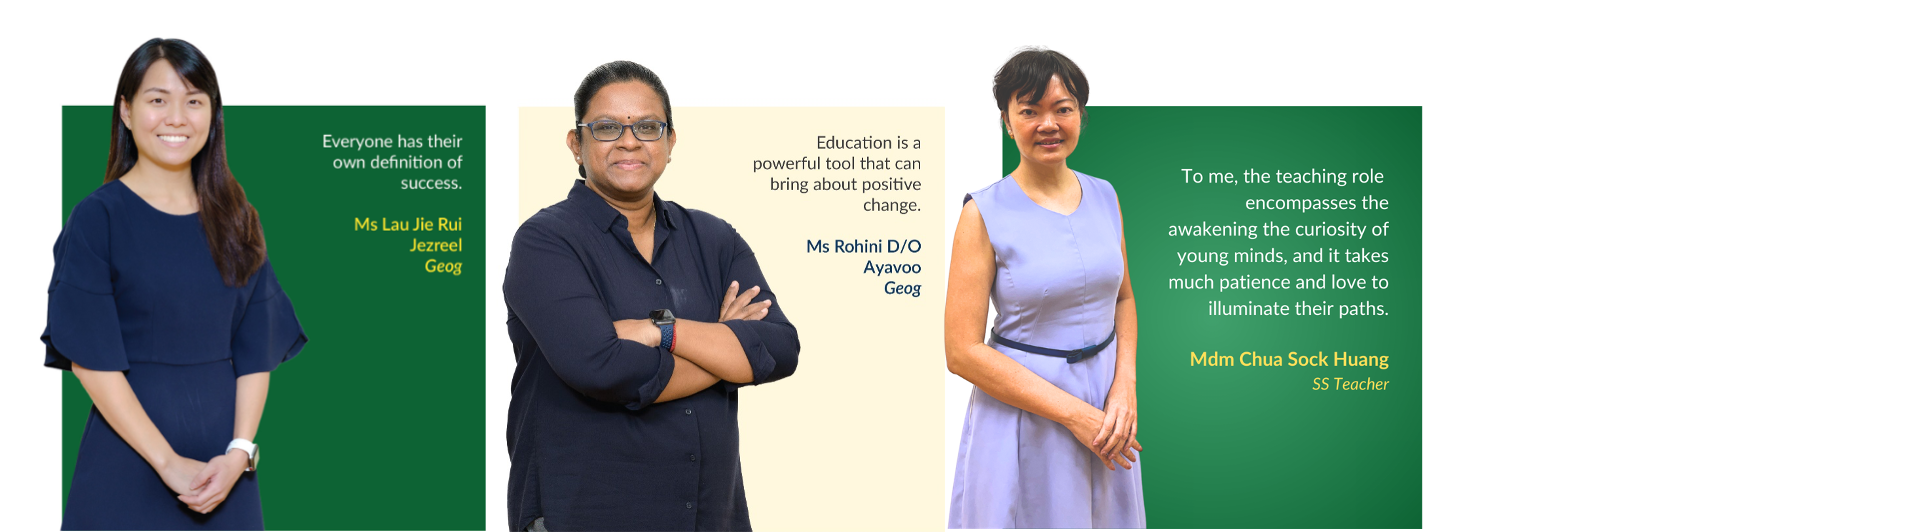 Everyone has their
own definition of
success.
Ms Lau Jie Rui
Jezreel
Geog
Education is a
powerful tool that can
bring about positive
change.
Ms Rohini D/O
Ayavoo
Geog
To me, the teaching role
encompasses the
awakening the curiosity of
young minds, and it takes
much patience and love to
illuminate their paths.
Mdm Chua Sock Huang
SS Teacher